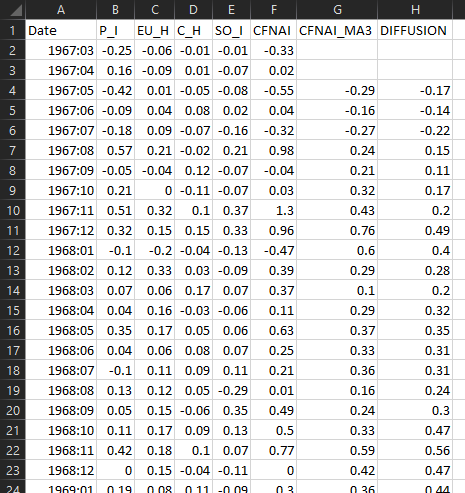 A B C D E F G H
1 Date P_I EU_H C_H SO_I CFNAI CFNAI_MA3 DIFFUSION
2 1967:03 -0.25 -0.06 -0.01 -0.01 -0.33
3 1967:04 0.16 -0.09 0.01 -0.07 0.02
4 1967:05 -0.42 0.01 -0.05 -0.08 -0.55 -0.29 -0.17
5 1967:06 -0.09 0.04 0.08 0.02 0.04 -0.16 -0.14
6 1967:07 -0.18 0.09 -0.07 -0.16 -0.32 -0.27 -0.22
7 1967:08 0.57 0.21 -0.02 0.21 0.98 0.24 0.15
8 1967:09 -0.05 -0.04 0.12 -0.07 -0.04 0.21 0.11
9 1967:10 0.21 0 -0.11 -0.07 0.03 0.32 0.17
10 1967:11 0.51 0.32 0.1 0.37 1.3 0.43 0.2
11 1967:12 0.32 0.15 0.15 0.33 0.96 0.76 0.49
12 1968:01 -0.1 -0.2 -0.04 -0.13 -0.47 0.6 0.4
13 1968:02 0.12 0.33 0.03 -0.09 0.39 0.29 0.28
14 1968:03 0.07 0.06 0.17 0.07 0.37 0.1 0.2
15 1968:04 0.04 0.16 -0.03 -0.06 0.11 0.29 0.32
16 1968:05 0.35 0.17 0.05 0.06 0.63 0.37 0.35
17 1968:06 0.04 0.06 0.08 0.07 0.25 0.33 0.31
18 1968:07 -0.1 0.11 0.09 0.11 0.21 0.36 0.31
19 1968:08 0.13 0.12 0.05 -0.29 0.01 0.16 0.24
20 1968:09 0.05 0.15 -0.06 0.35 0.49 0.24 0.3
21 1968:10 0.11 0.17 0.09 0.13 0.5 0.33 0.47
22 1968:11 0.42 0.18 0.1 0.07 0.77 0.59 0.56
23 1968:12 0 0.15 -0.04 -0.11 0 0.42 0.47
24 1969:01 0.19 0.08 0.11 -0.09 0.3 0.36 0.44